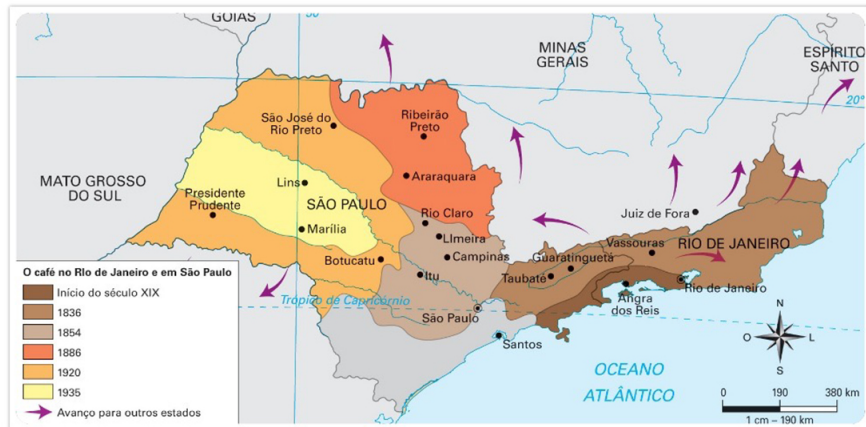 GOIÁS
50°
MINAS
GERAIS
ESPÍRITO
SANTO
20°
São José do
Rio Preto
Ribeirão
Preto
MATO GROSSO
DO SUL
Lins
Araraquara
Presidente
Prudente
SÃO PAULO
Rio Claro
Juiz de Fora
Marília
LImeira
Vassouras
RIO DE JANEIRO
Botucatu
Campinas
Guaratinguetá
Itu
Taubaté
Rio de Janeiro
Angra
dos Reis
Trópico de Capricórnio
São Paulo
Santos
O café no RIo de Janeiro e em São Paulo
Início do século XIX
1836
1854
1886
1920
1935
Avanço para outros estados
OCEANO
ATLÂNTICO
N
O
L
S
0 190 380 km
1 cm – 190 km